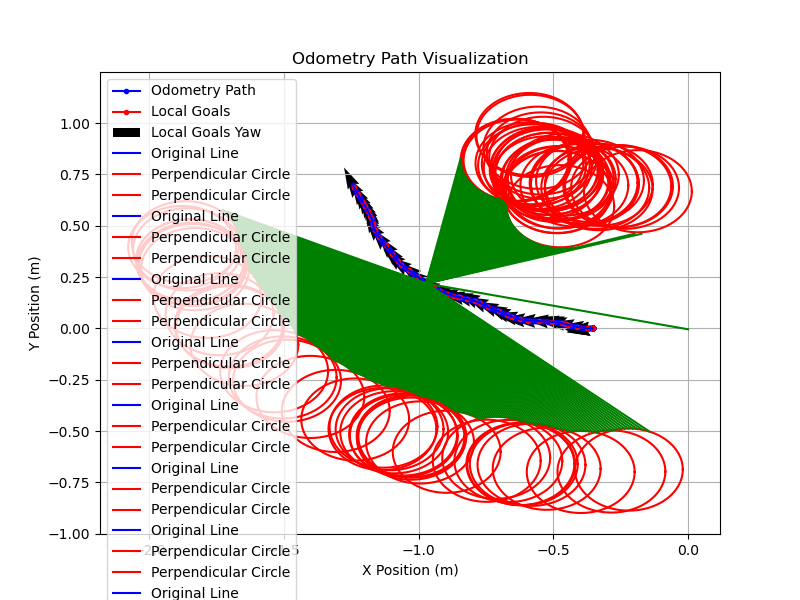 Odometry Path Visualization
Y Position (m)
1.00
0.75
0.50
0.25
0.00
−0.25
−0.50
−0.75
−1.00
Odometry Path
Local Goals
Local Goals Yaw
Original Line
Perpendicular Circle
Perpendicular Circle
Original Line
Perpendicular Circle
Perpendicular Circle
Original Line
Perpendicular Circle
Perpendicular Circle
Original Line
Perpendicular Circle
Perpendicular Circle
Original Line
Perpendicular Circle
Perpendicular Circle
Original Line
Perpendicular Circle
Perpendicular Circle
Original Line
Perpendicular Circle
Perpendicular Circle
Original Line
−1.0
−0.5
0.0
X Position (m)